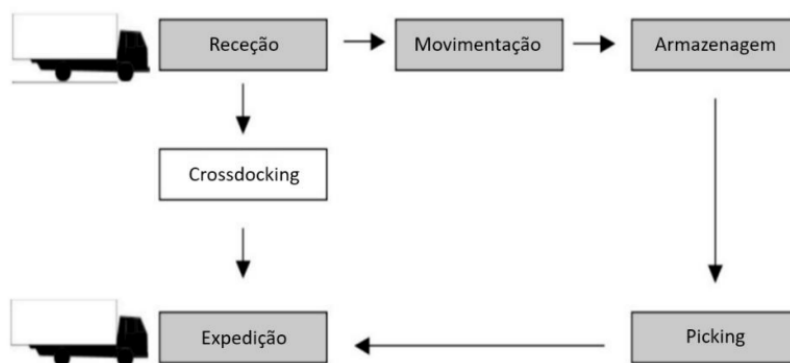 Receção
Movimentação
Armazenagem
Crossdocking
Expedição
Picking